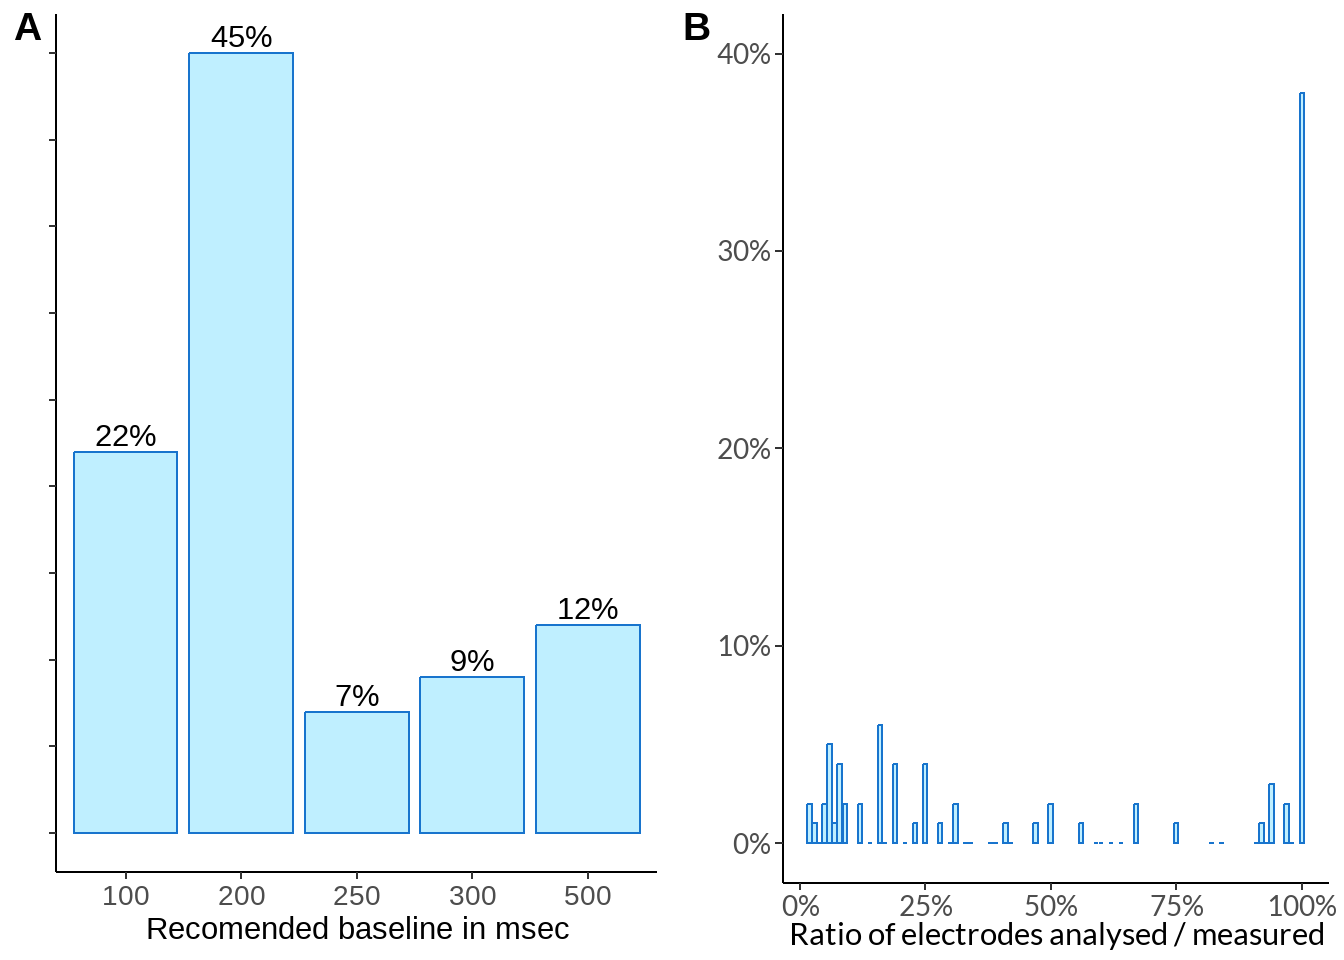 A
45%
22%
7%
9%
12%
100 200 250 300 500
Recomended baseline in msec
B
40%
30%
20%
10%
0%
0% 25% 50% 75% 100%
Ratio of electrodes analysed / measured